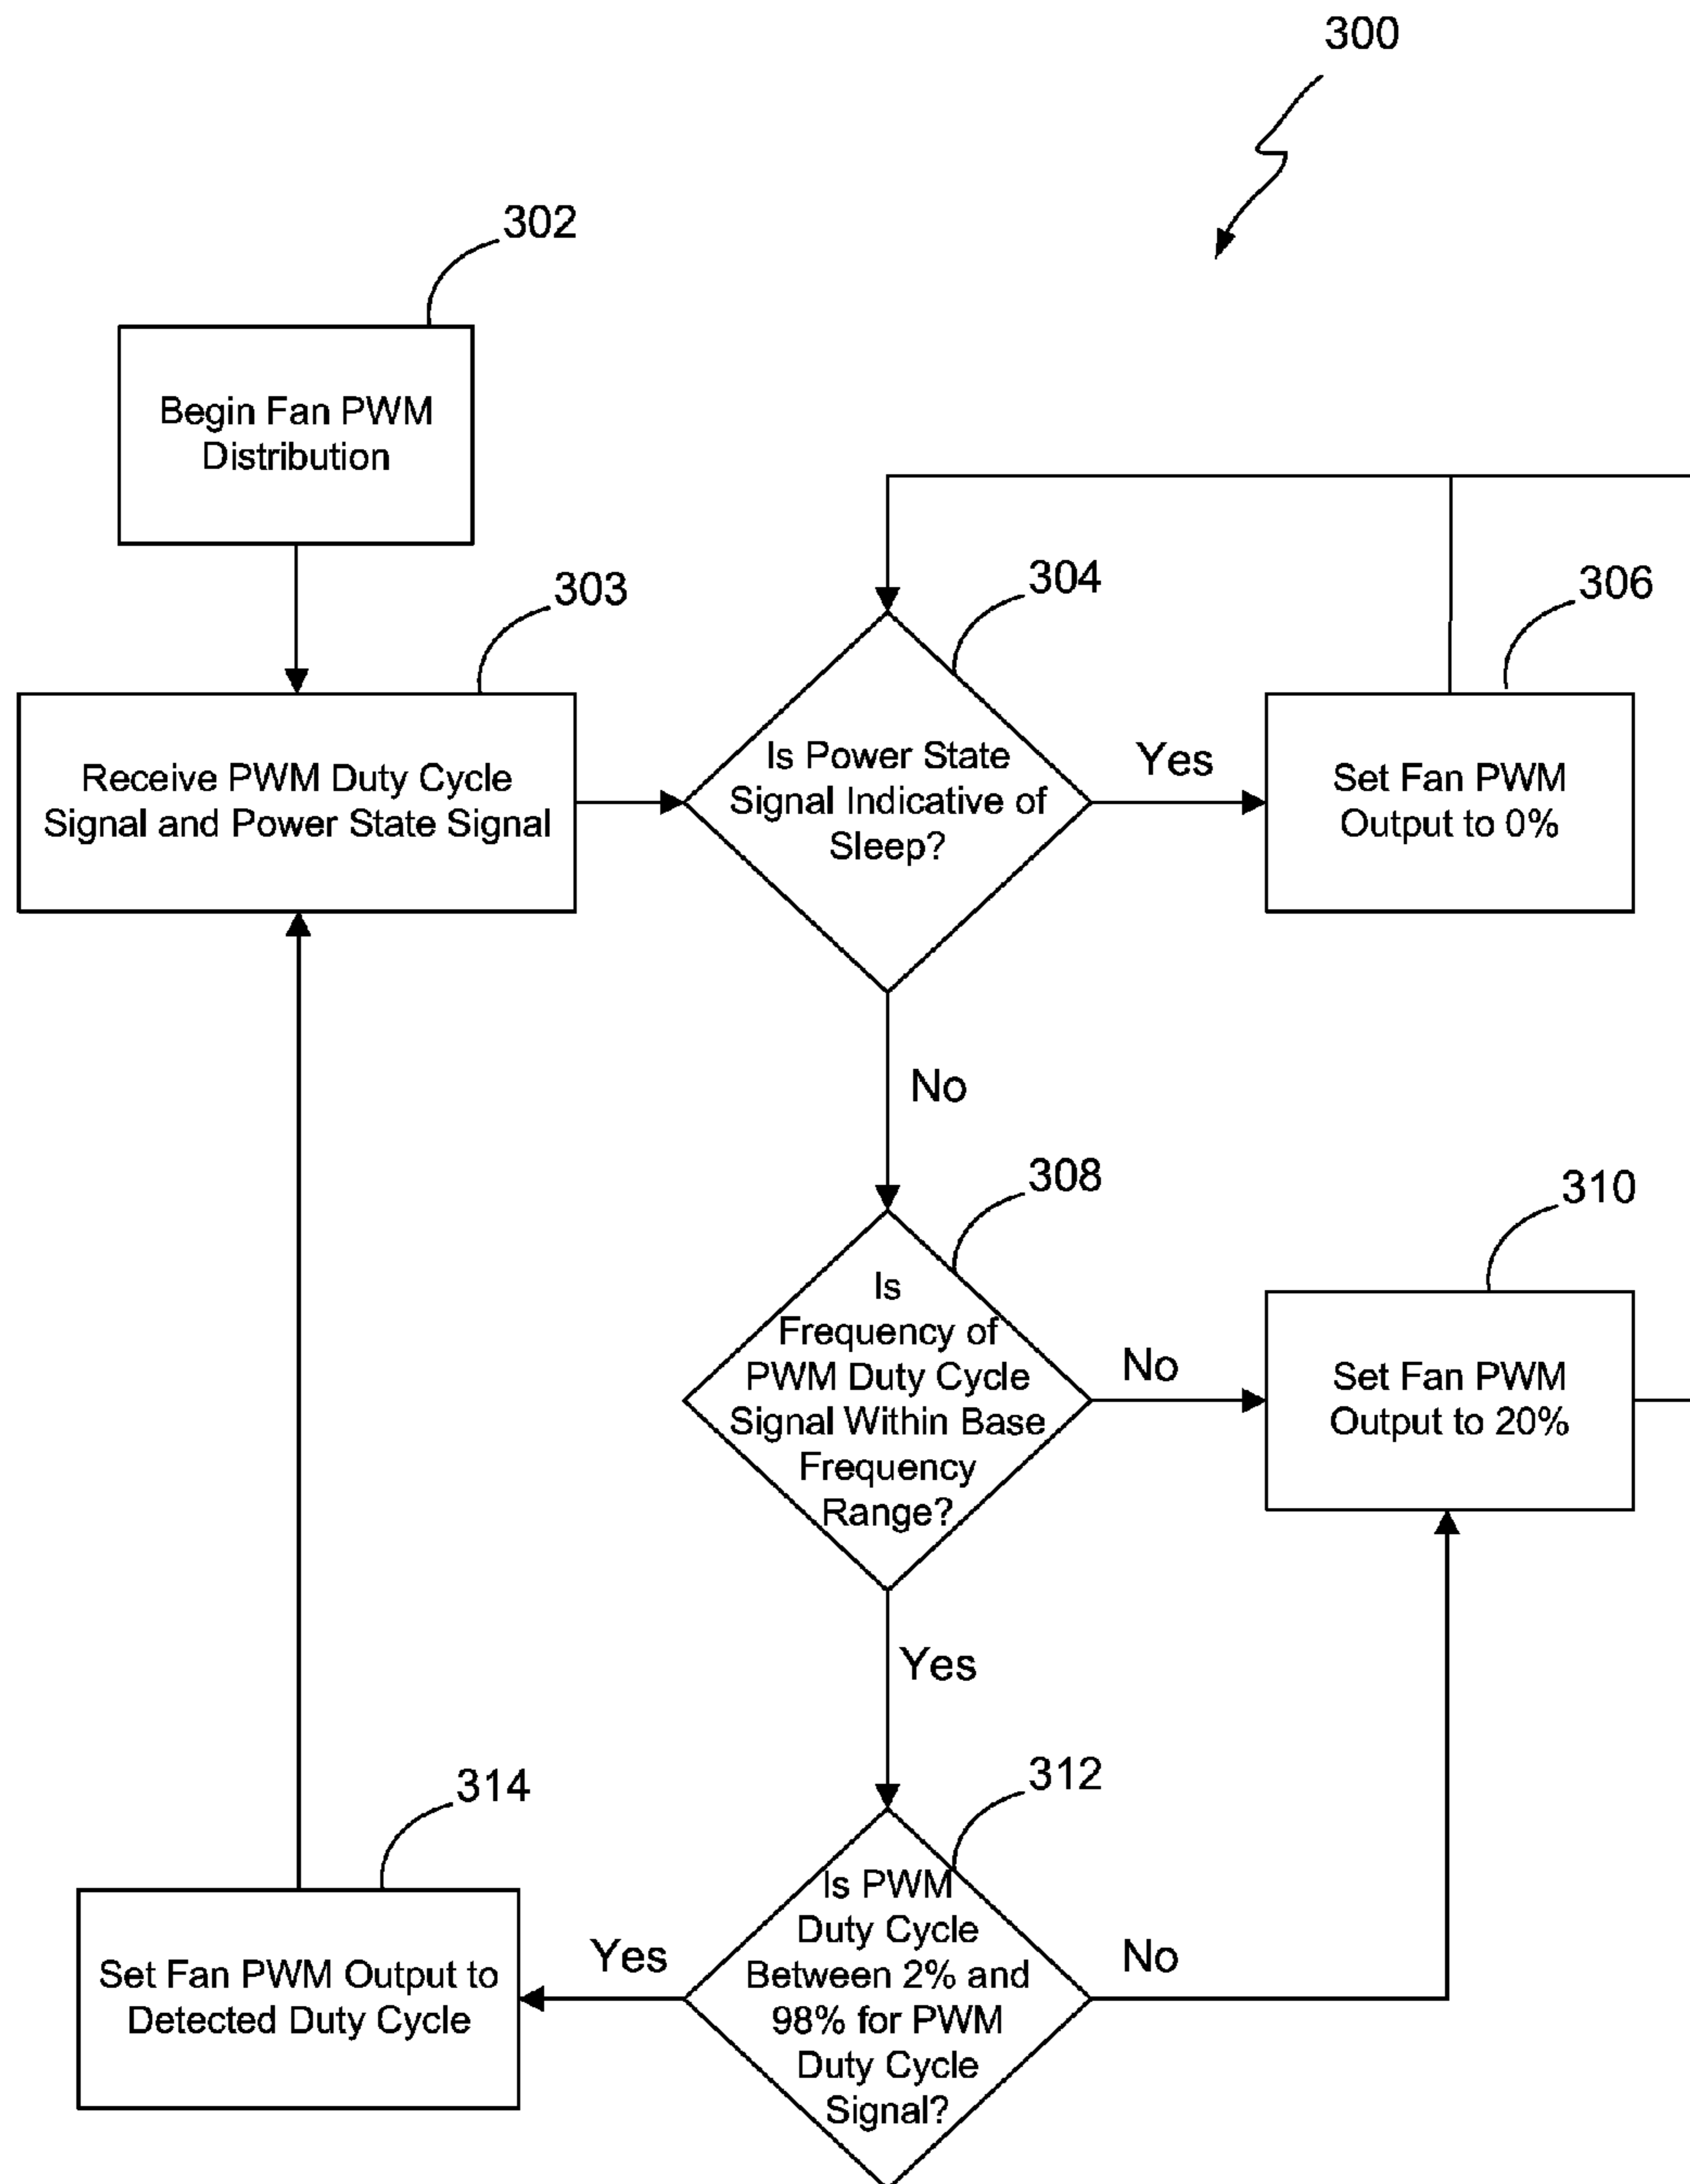 300
302
Begin Fan PWM
Distribution
303
Receive PWM Duty Cycle
Signal and Power State Signal
304
Is Power State
Signal Indicative of
Sleep?
Yes
306
Set Fan PWM
Output to 0%
No
308
Is
Frequency of
PWM Duty Cycle
Signal Within Base
Frequency
Range?
No
310
Set Fan PWM
Output to 20%
Yes
312
Is PWM
Duty Cycle
Between 2% and
98% for PWM
Duty Cycle
Signal?
No
Yes
314
Set Fan PWM Output to
Detected Duty Cycle